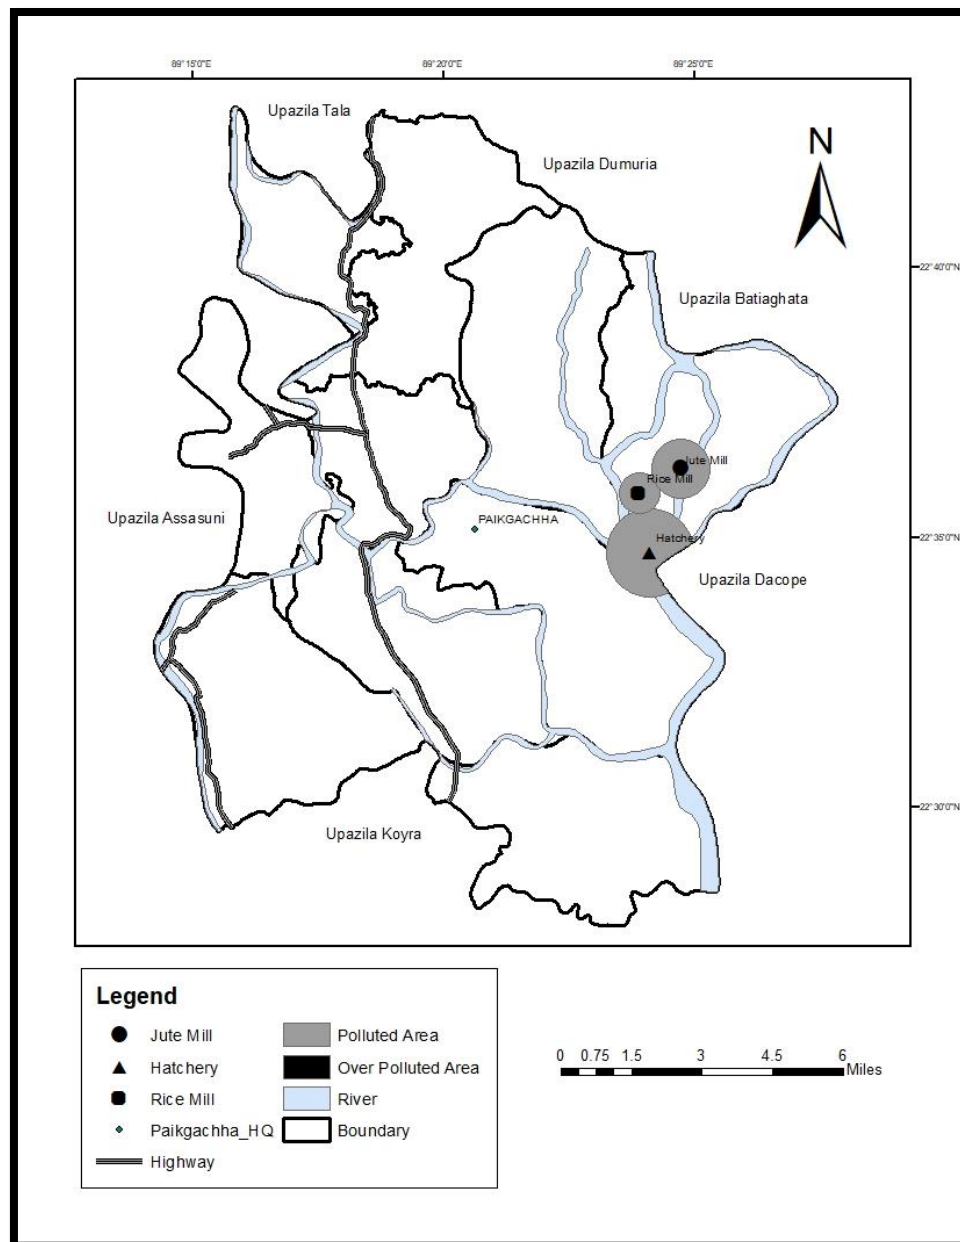 89°15'0"E
89°20'0"E
89°25'0"E
Upazila Tala
Upazila Dumuria
N
22°40'0"N
Upazila Batiaghata
Jute Mill
Rice Mill
Upazila Assasuni
PAIKGACHHA
22°35'0"N
Hatchery
Upazila Dacope
22°30'0"N
Upazila Koyra
Legend
Jute Mill
Polluted Area
Hatchery
Over Polluted Area
Rice Mill
River
Paikgachha_HQ
Boundary
Highway
0 0.75 1.5 3 4.5 6
Miles